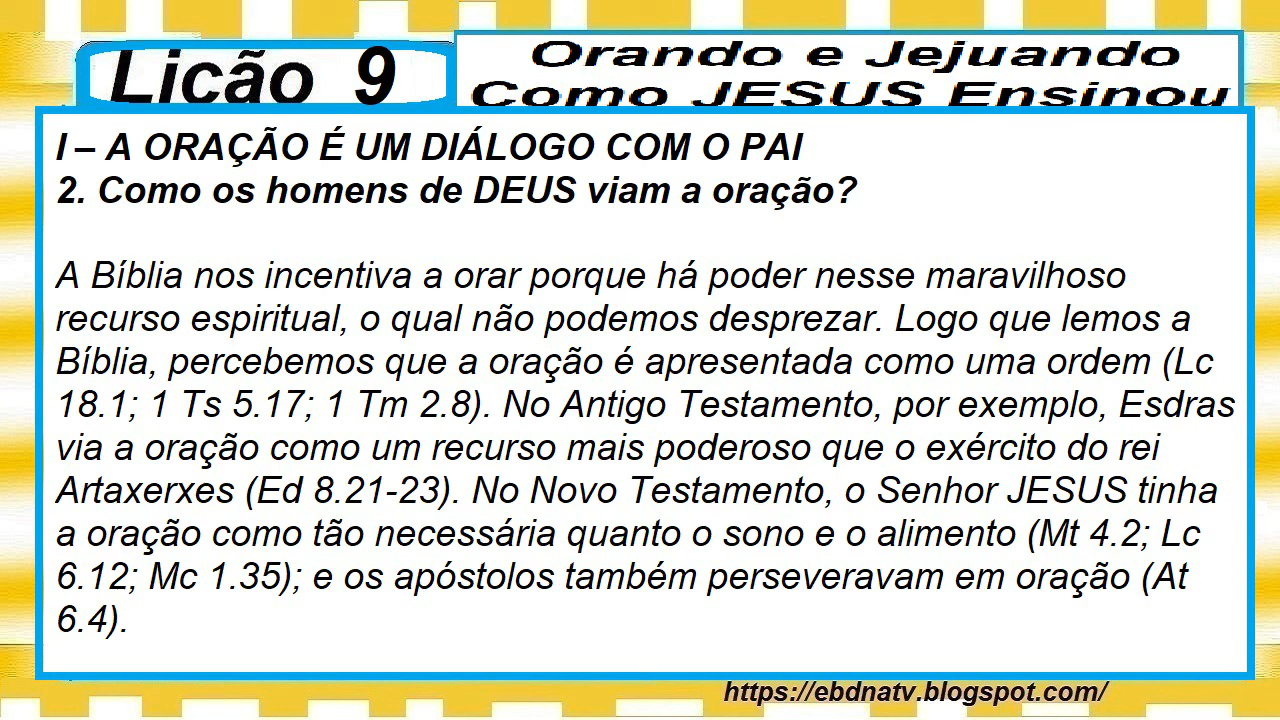 Lição 9
Orando e Jejuando
Como JESUS Ensinou
I – A ORAÇÃO É UM DIÁLOGO COM O PAI
2. Como os homens de DEUS viam a oração?
A Bíblia nos incentiva a orar porque há poder nesse maravilhoso
recurso espiritual, o qual não podemos desprezar. Logo que lemos a
Bíblia, percebemos que a oração é apresentada como uma ordem (Lc
18.1; 1 Ts 5.17; 1 Tm 2.8). No Antigo Testamento, por exemplo, Esdras
via a oração como um recurso mais poderoso que o exército do rei
Artaxerxes (Ed 8.21-23). No Novo Testamento, o Senhor JESUS tinha
a oração como tão necessária quanto o sono e o alimento (Mt 4.2; Lc
6.12; Mc 1.35); e os apóstolos também perseveravam em oração (At
6.4).
https://ebdnatv.blogspot.com/